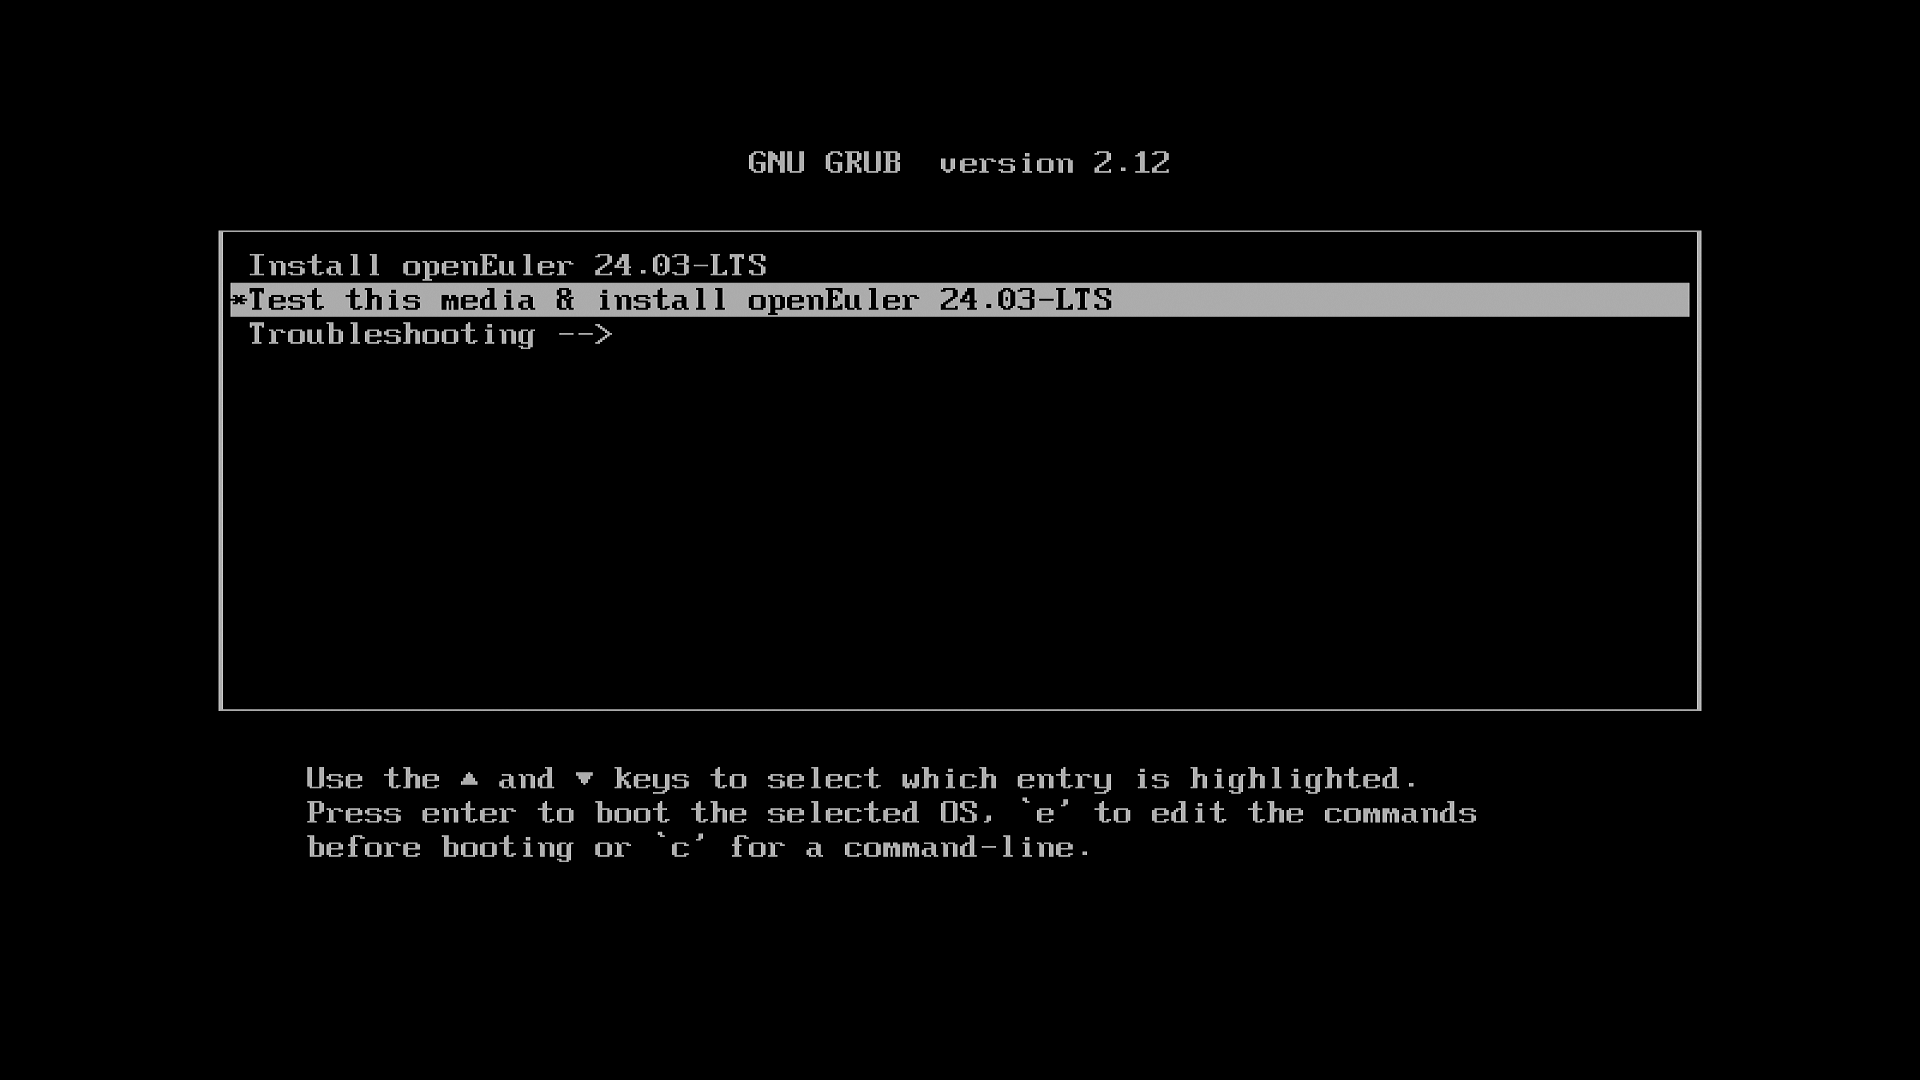 GNU GRUB  version 2.12
Install openEuler 24.03-LTS
*Test this media & install openEuler 24.03-LTS
Troubleshooting -->
Use the ▲ and ▼ keys to select which entry is highlighted.
Press enter to boot the selected OS, `e' to edit the commands
before booting or `c' for a command-line.